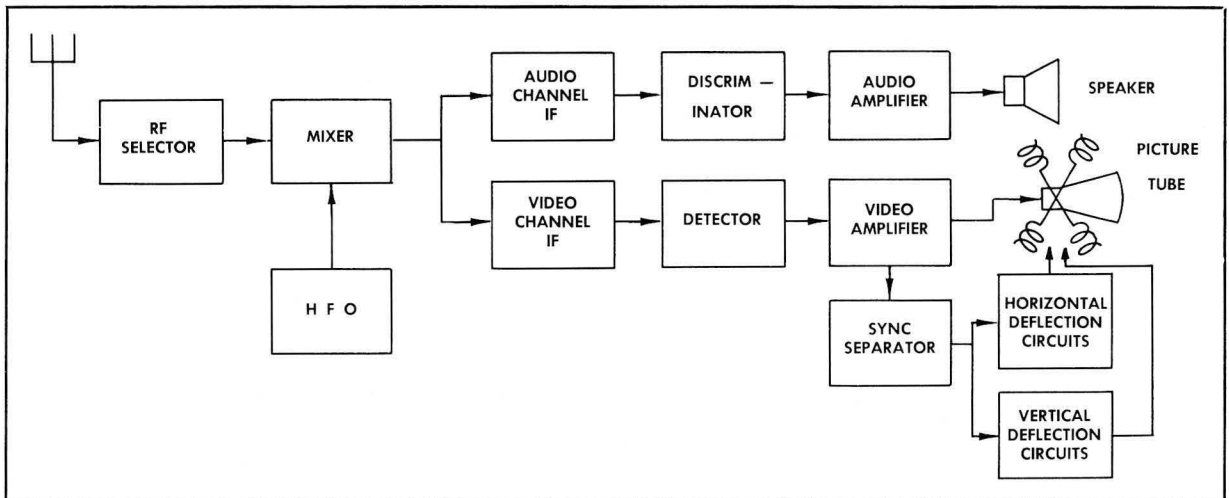 RF
SELECTOR
MIXER
H F O
AUDIO
CHANNEL
IF
DISCRIM —
INATOR
AUDIO
AMPLIFIER
SPEAKER
PICTURE
TUBE
VIDEO
CHANNEL
IF
DETECTOR
VIDEO
AMPLIFIER
SYNC
SEPARATOR
HORIZONTAL
DEFLECTION
CIRCUITS
VERTICAL
DEFLECTION
CIRCUITS